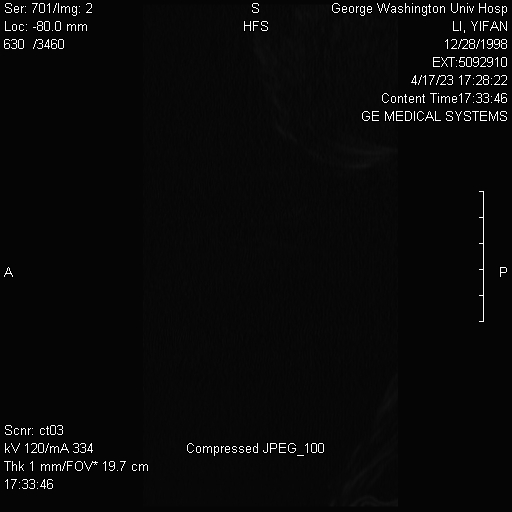 Ser: 701/Img: 2
Loc: -80.0 mm
630 /3460
S
HFS
George Washington Univ Hosp
LI, YIFAN
12/28/1998
EXT:5092910
4/17/23 17:28:22
Content Time17:33:46
GE MEDICAL SYSTEMS
A
P
Scnr: ct03
kV 120/mA 334
Thk 1 mm/FOV* 19.7 cm
17:33:46
Compressed JPEG_100